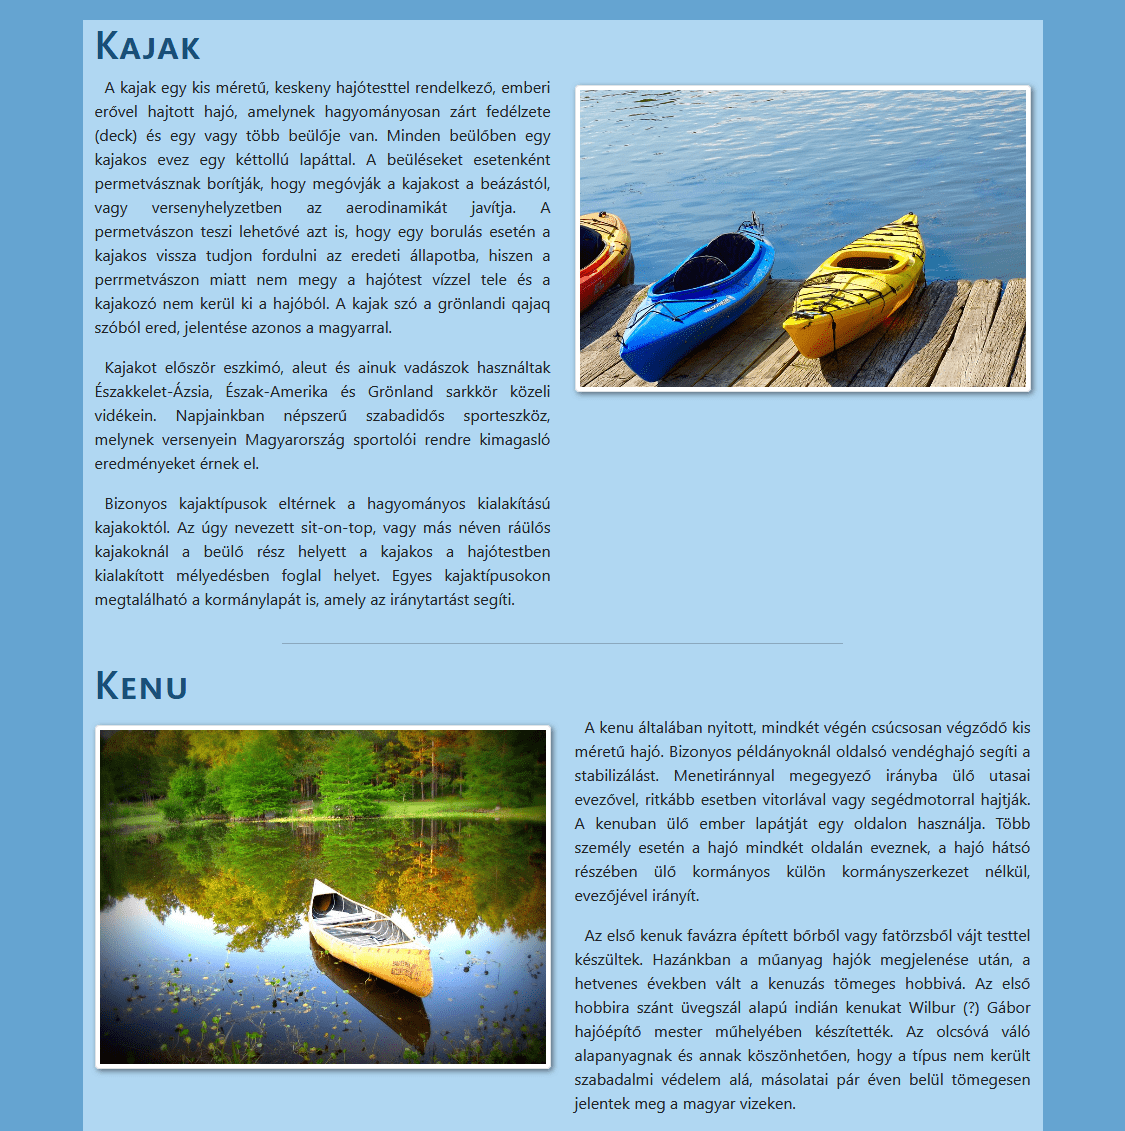 Kajak
A kajak egy kis méretű, keskeny hajótesttel rendelkező, emberi
erővel hajtott hajó, amelynek hagyományosan zárt fedélzete
(deck) és egy vagy több beülője van. Minden beülőben egy
kajakos evez egy kéttollú lapáttal. A beüléseket esetenként
permetvásznak borítják, hogy megóvják a kajakost a beázástól,
vagy versenyhelyzetben az aerodinamikát javítja. A
permetvászon teszi lehetővé azt is, hogy egy borulás esetén a
kajakos vissza tudjon fordulni az eredeti állapotba, hiszen a
perrmetvászon miatt nem megy a hajótest vízzel tele és a
kajakozó nem kerül ki a hajóból. A kajak szó a grönlandi qajaq
szóból ered, jelentése azonos a magyarral.
Kajakot először eszkimó, aleut és ainuk vadászok használtak
Északkelet-Ázsia, Észak-Amerika és Grönland sarkkör közeli
vidékein. Napjainkban népszerű szabadidős sporteszköz,
melynek versenyein Magyarország sportolói rendre kimagasló
eredményeket érnek el.
Bizonyos kajaktípusok eltérnek a hagyományos kialakítású
kajakoktól. Az úgy nevezett sit-on-top, vagy más néven ráülős
kajakoknál a beülő rész helyett a kajakos a hajótestben
kialakított mélyedésben foglal helyet. Egyes kajaktípusokon
megtalálható a kormánylapát is, amely az iránytartást segíti.
Kenu
A kenu általában nyitott, mindkét végén csúcsosan végződő kis
méretű hajó. Bizonyos példányoknál oldalsó vendéghajó segíti a
stabilizálást. Menetiránnyal megegyező irányba ülő utasai
evezővel, ritkább esetben vitorlával vagy segédmotorral hajtják.
A kenuban ülő ember lapátját egy oldalon használja. Több
személy esetén a hajó mindkét oldalán eveznek, a hajó hátsó
részében ülő kormányos külön kormányszerkezet nélkül,
evezőjével irányít.
Az első kenuk favázra épített bőrből vagy fatörzsből vájt testtel
készültek. Hazánkban a műanyag hajók megjelenése után, a
hetvenes években vált a kenuzás tömeges hobbivá. Az első
hobbira szánt üvegszál alapú indián kenukat Wilbur (?) Gábor
hajóépítő mester műhelyében készítették. Az olcsóvá váló
alapanyagnak és annak köszönhetően, hogy a típus nem került
szabadalmi védelem alá, másolatai pár éven belül tömegesen
jelentek meg a magyar vizeken.